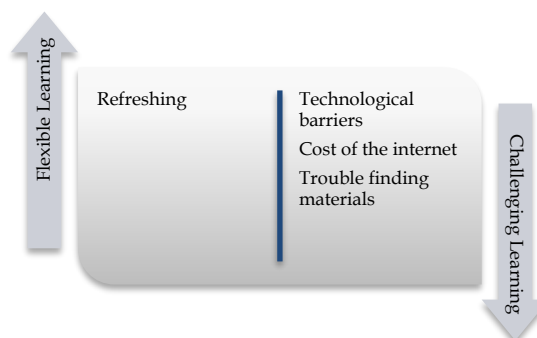 Flexible Learning
Refreshing
Technological
barriers
Cost of the internet
Trouble finding
materials
Challenging Learning